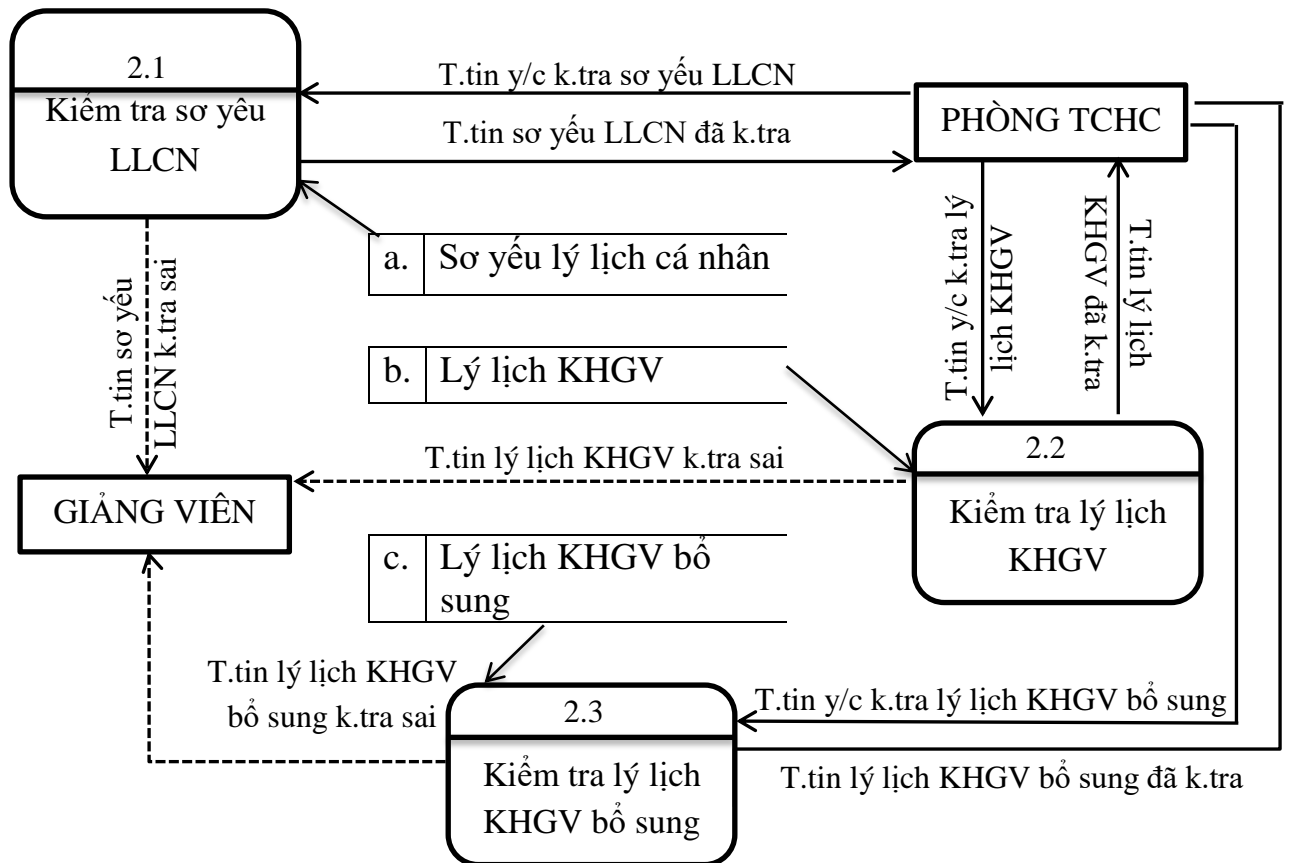 2.1
Kiểm tra sơ yêu
LLCN
T.tin y/c k.tra sơ yếu LLCN
T.tin sơ yếu LLCN đã k.tra
PHÒNG TCHC
a. Sơ yếu lý lịch cá nhân
T.tin sơ yếu
LLCN k.tra sai
T.tin y/c k.tra lý
lịch KHGV
T.tin lý lịch
KHGV đã k.tra
b. Lý lịch KHGV
2.2
Kiểm tra lý lịch
KHGV
T.tin lý lịch KHGV k.tra sai
GIẢNG VIÊN
c. Lý lịch KHGV bổ
sung
T.tin lý lịch KHGV
bổ sung k.tra sai
2.3
Kiểm tra lý lịch
KHGV bổ sung
T.tin y/c k.tra lý lịch KHGV bổ sung
T.tin lý lịch KHGV bổ sung đã k.tra